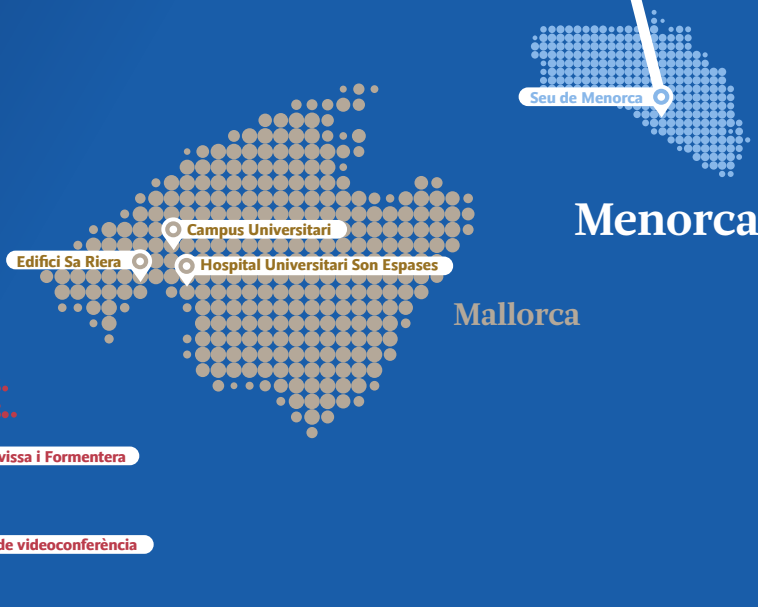 Seu de Menorca
Menorca
Campus Universitari
Edifici Sa Riera
Hospital Universitari Son Espases
Mallorca
vissa i Formentera
de videoconferència